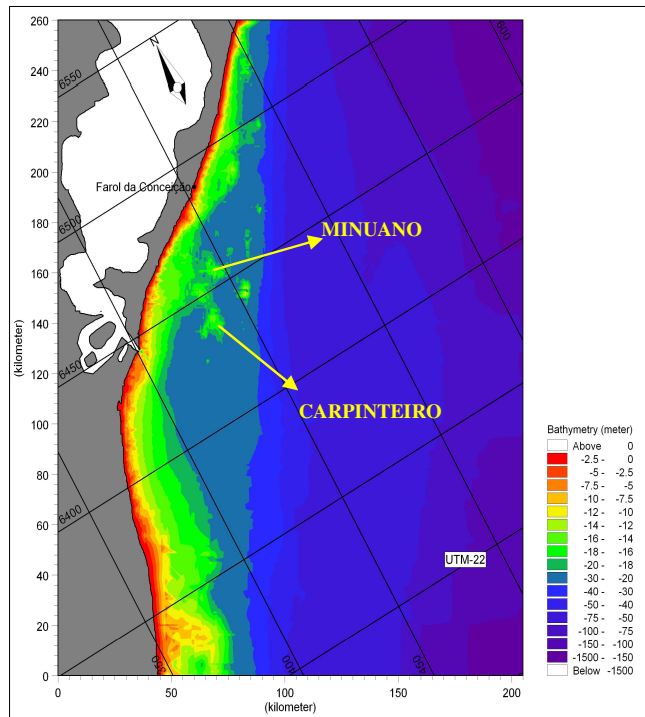 260
240
220
200
180
160
140
120
100
80
60
40
20
0
(kilometer)
0
50
100
150
200
(kilometer)
6550
6500
6450
6400
350
400
450
600
N
Farol da Conceição
MINUANO
CARPINTEIRO
UTM-22
Bathymetry (meter)
Above 0
-2.5 - 0
-5 - -2.5
-7.5 - -5
-10 - -7.5
-12 - -10
-14 - -12
-16 - -14
-18 - -16
-20 - -18
-30 - -20
-40 - -30
-50 - -40
-75 - -50
-100 - -75
-150 - -100
-1500 - -150
Below -1500